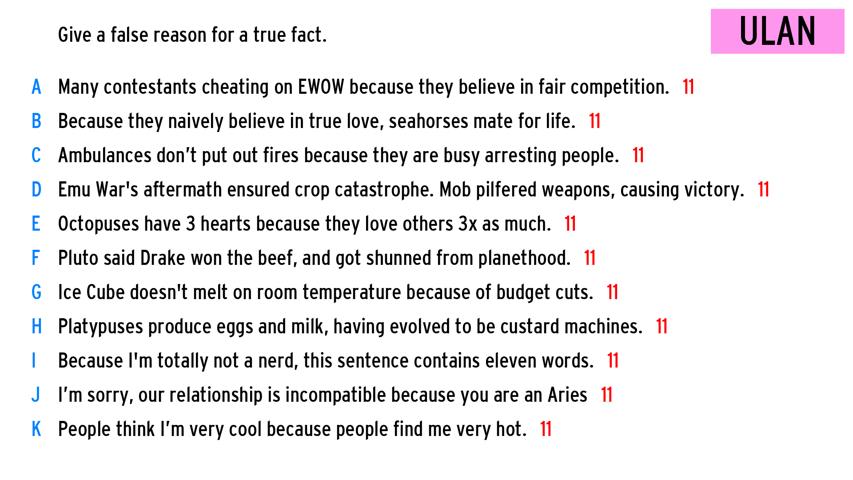 Give a false reason for a true fact.
ULAN
A Many contestants cheating on EWOW because they believe in fair competition. 11
B Because they naively believe in true love, seahorses mate for life. 11
C Ambulances don’t put out fires because they are busy arresting people. 11
D Emu War's aftermath ensured crop catastrophe. Mob pilfered weapons, causing victory. 11
E Octopuses have 3 hearts because they love others 3x as much. 11
F Pluto said Drake won the beef, and got shunned from planethood. 11
G Ice Cube doesn't melt on room temperature because of budget cuts. 11
H Platypuses produce eggs and milk, having evolved to be custard machines. 11
I Because I'm totally not a nerd, this sentence contains eleven words. 11
J I’m sorry, our relationship is incompatible because you are an Aries 11
K People think I’m very cool because people find me very hot. 11